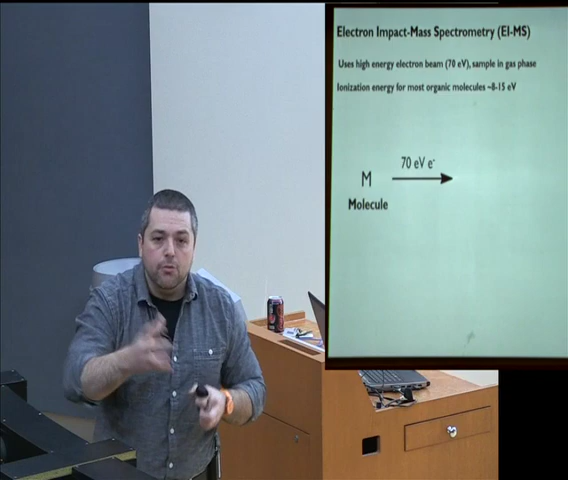 Electron Impact-Mass Spectrometry (EI-MS)
Uses high energy electron beam (70 eV), sample in gas phase
Ionization energy for most organic molecules ~8-15 eV
70 eV e⁻
M
Molecule